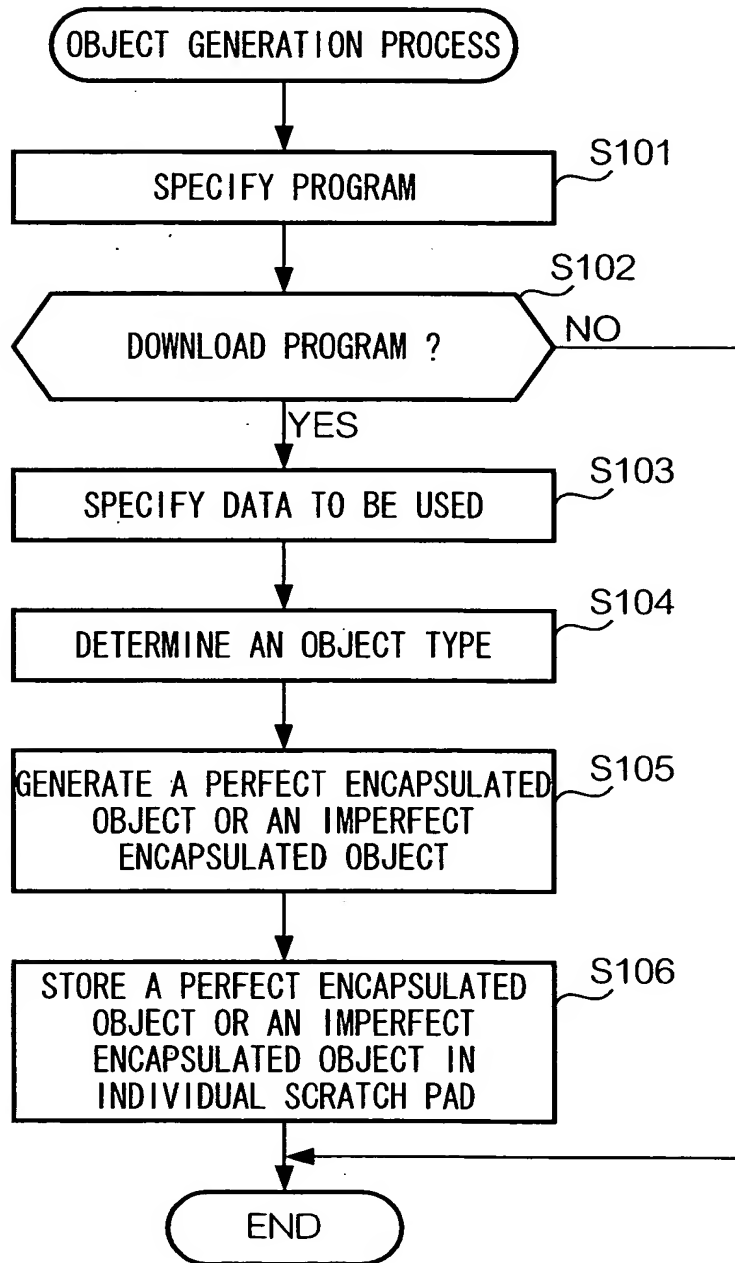 OBJECT GENERATION PROCESS
S101
SPECIFY PROGRAM
S102
DOWNLOAD PROGRAM ?
NO
YES
S103
SPECIFY DATA TO BE USED
S104
DETERMINE AN OBJECT TYPE
S105
GENERATE A PERFECT ENCAPSULATED
OBJECT OR AN IMPERFECT
ENCAPSULATED OBJECT
S106
STORE A PERFECT ENCAPSULATED
OBJECT OR AN IMPERFECT
ENCAPSULATED OBJECT IN
INDIVIDUAL SCRATCH PAD
END